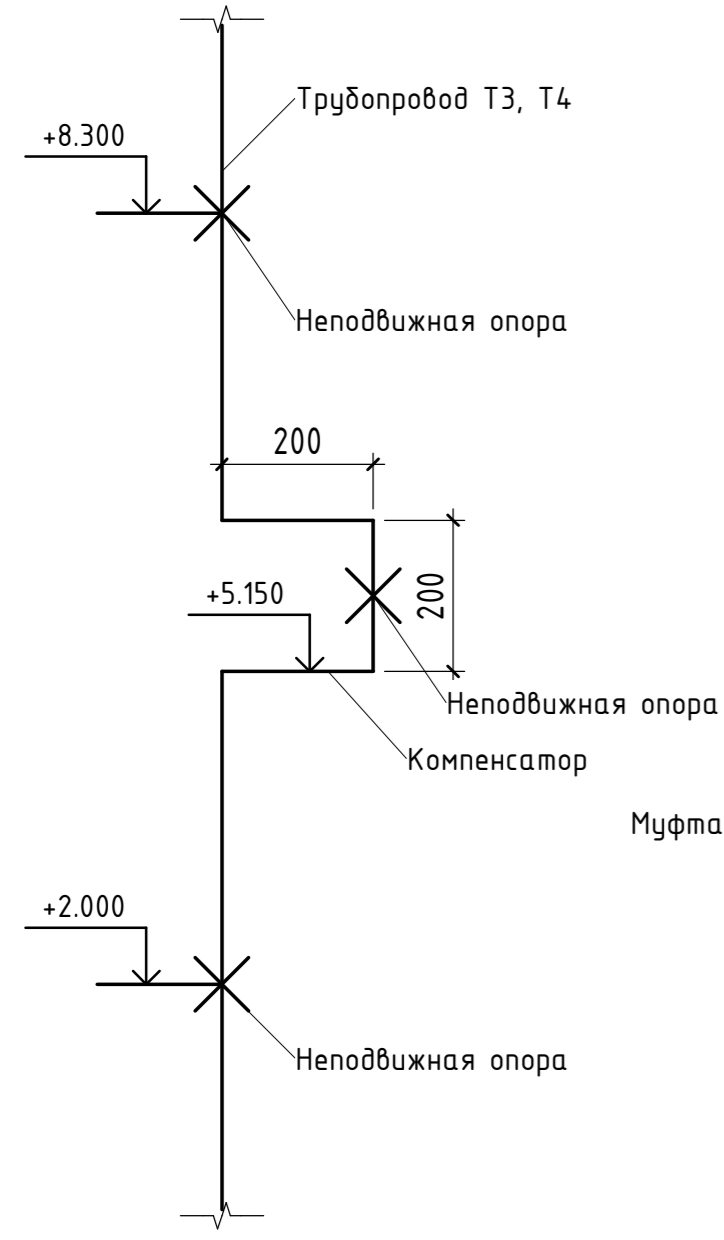 Трубопровод Т3, Т4
+8.300
Неподвижная опора
200
+5.150
200
Неподвижная опора
Компенсатор
Муфта
+2.000
Неподвижная опора